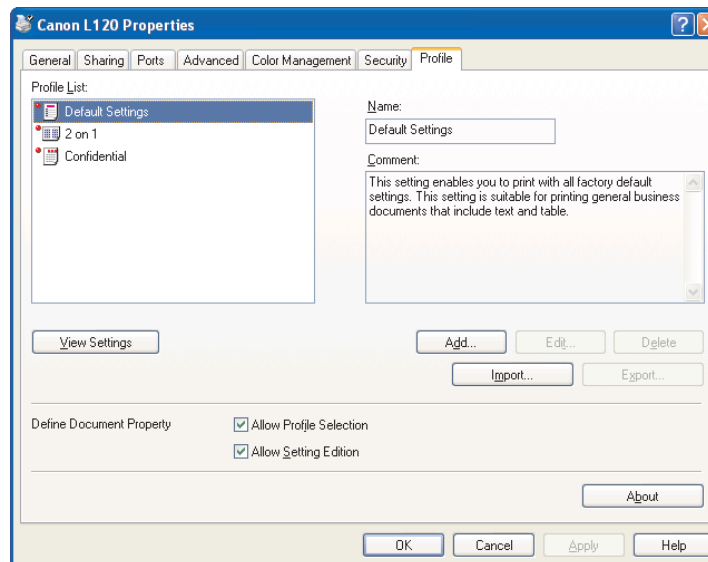 Canon L120 Properties
General Sharing Ports Advanced Color Management Security Profile
Profile List:
Default Settings
2 on 1
Confidential
Name:
Default Settings
Comment:
This setting enables you to print with all factory default
settings. This setting is suitable for printing general business
documents that include text and table.
View Settings
Add... Edit... Delete
Import... Export...
Define Document Property
Allow Profile Selection
Allow Setting Edition
About
OK Cancel Apply Help